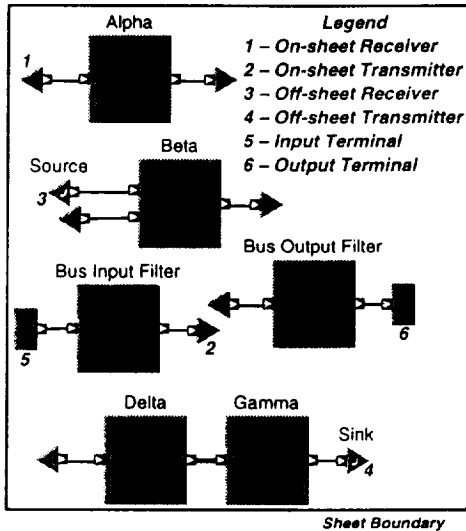 Alpha
Legend
1
1 – On-sheet Receiver
2 – On-sheet Transmitter
3 – Off-sheet Receiver
4 – Off-sheet Transmitter
5 – Input Terminal
6 – Output Terminal
Source
Beta
3
Bus Output Filter
Bus Input Filter
5
2
6
Delta
Gamma
Sink
4
Sheet Boundary